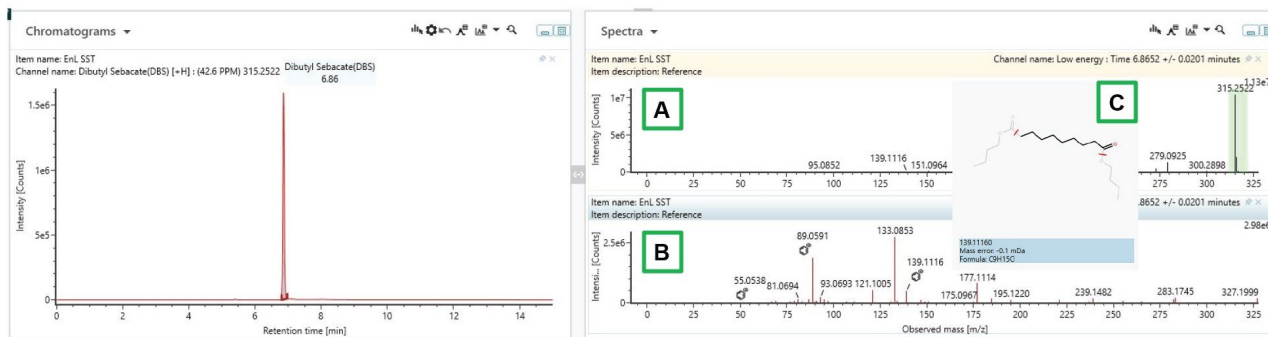 Chromatograms
Item name: EnL SST
Channel name: Dibutyl Sebacate(DBS) [+H] : (42.6 PPM) 315.2522
Dibutyl Sebacate(DBS)
6.86
1.5e6
1e6
5e5
0
Intensity [Counts]
0 2 4 6 8 10 12 14
Retention time [min]
Spectra
Item name: EnL SST
Channel name: Low energy : Time 6.8652 +/- 0.0201 minutes
Item description: Reference
1.13e7
A
C
1e7
5e6
0
Intensity [Counts]
95.0852
139.1116
151.0964
279.0925
300.2898
315.2522
0 25 50 75 100 125 150 275 300 325
139.11160
Mass error: -0.1 mDa
Formula: C9H15O
Item name: EnL SST
.8652 +/- 0.0201 minutes
Item description: Reference
2.98e6
B
2.5e6
0
Intensi... [Counts]
55.0538
81.0694
89.0591
93.0693
121.1005
133.0853
139.1116
175.0967
177.1114
195.1220
239.1482
283.1745
327.1999
0 25 50 75 100 125 150 175 200 225 250 275 300 325
Observed mass [m/z]